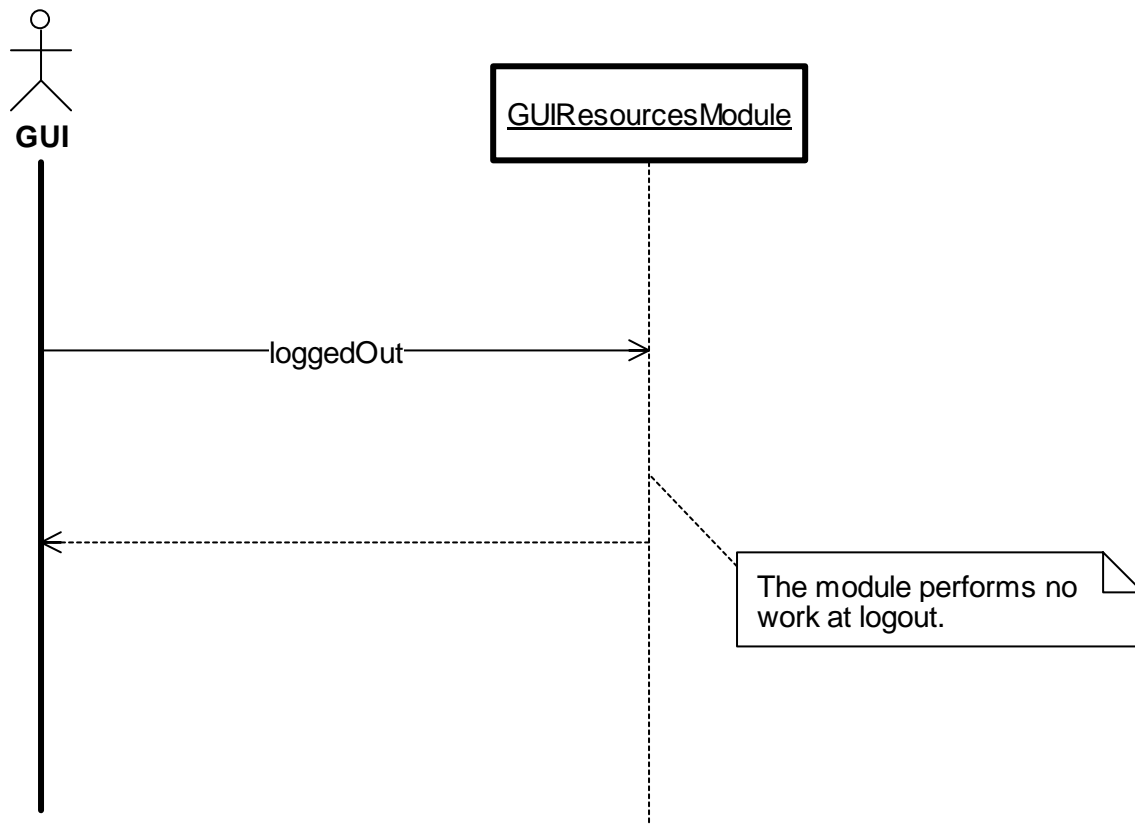 GUI
GUIResourcesModule
loggedOut
The module performs no
work at logout.